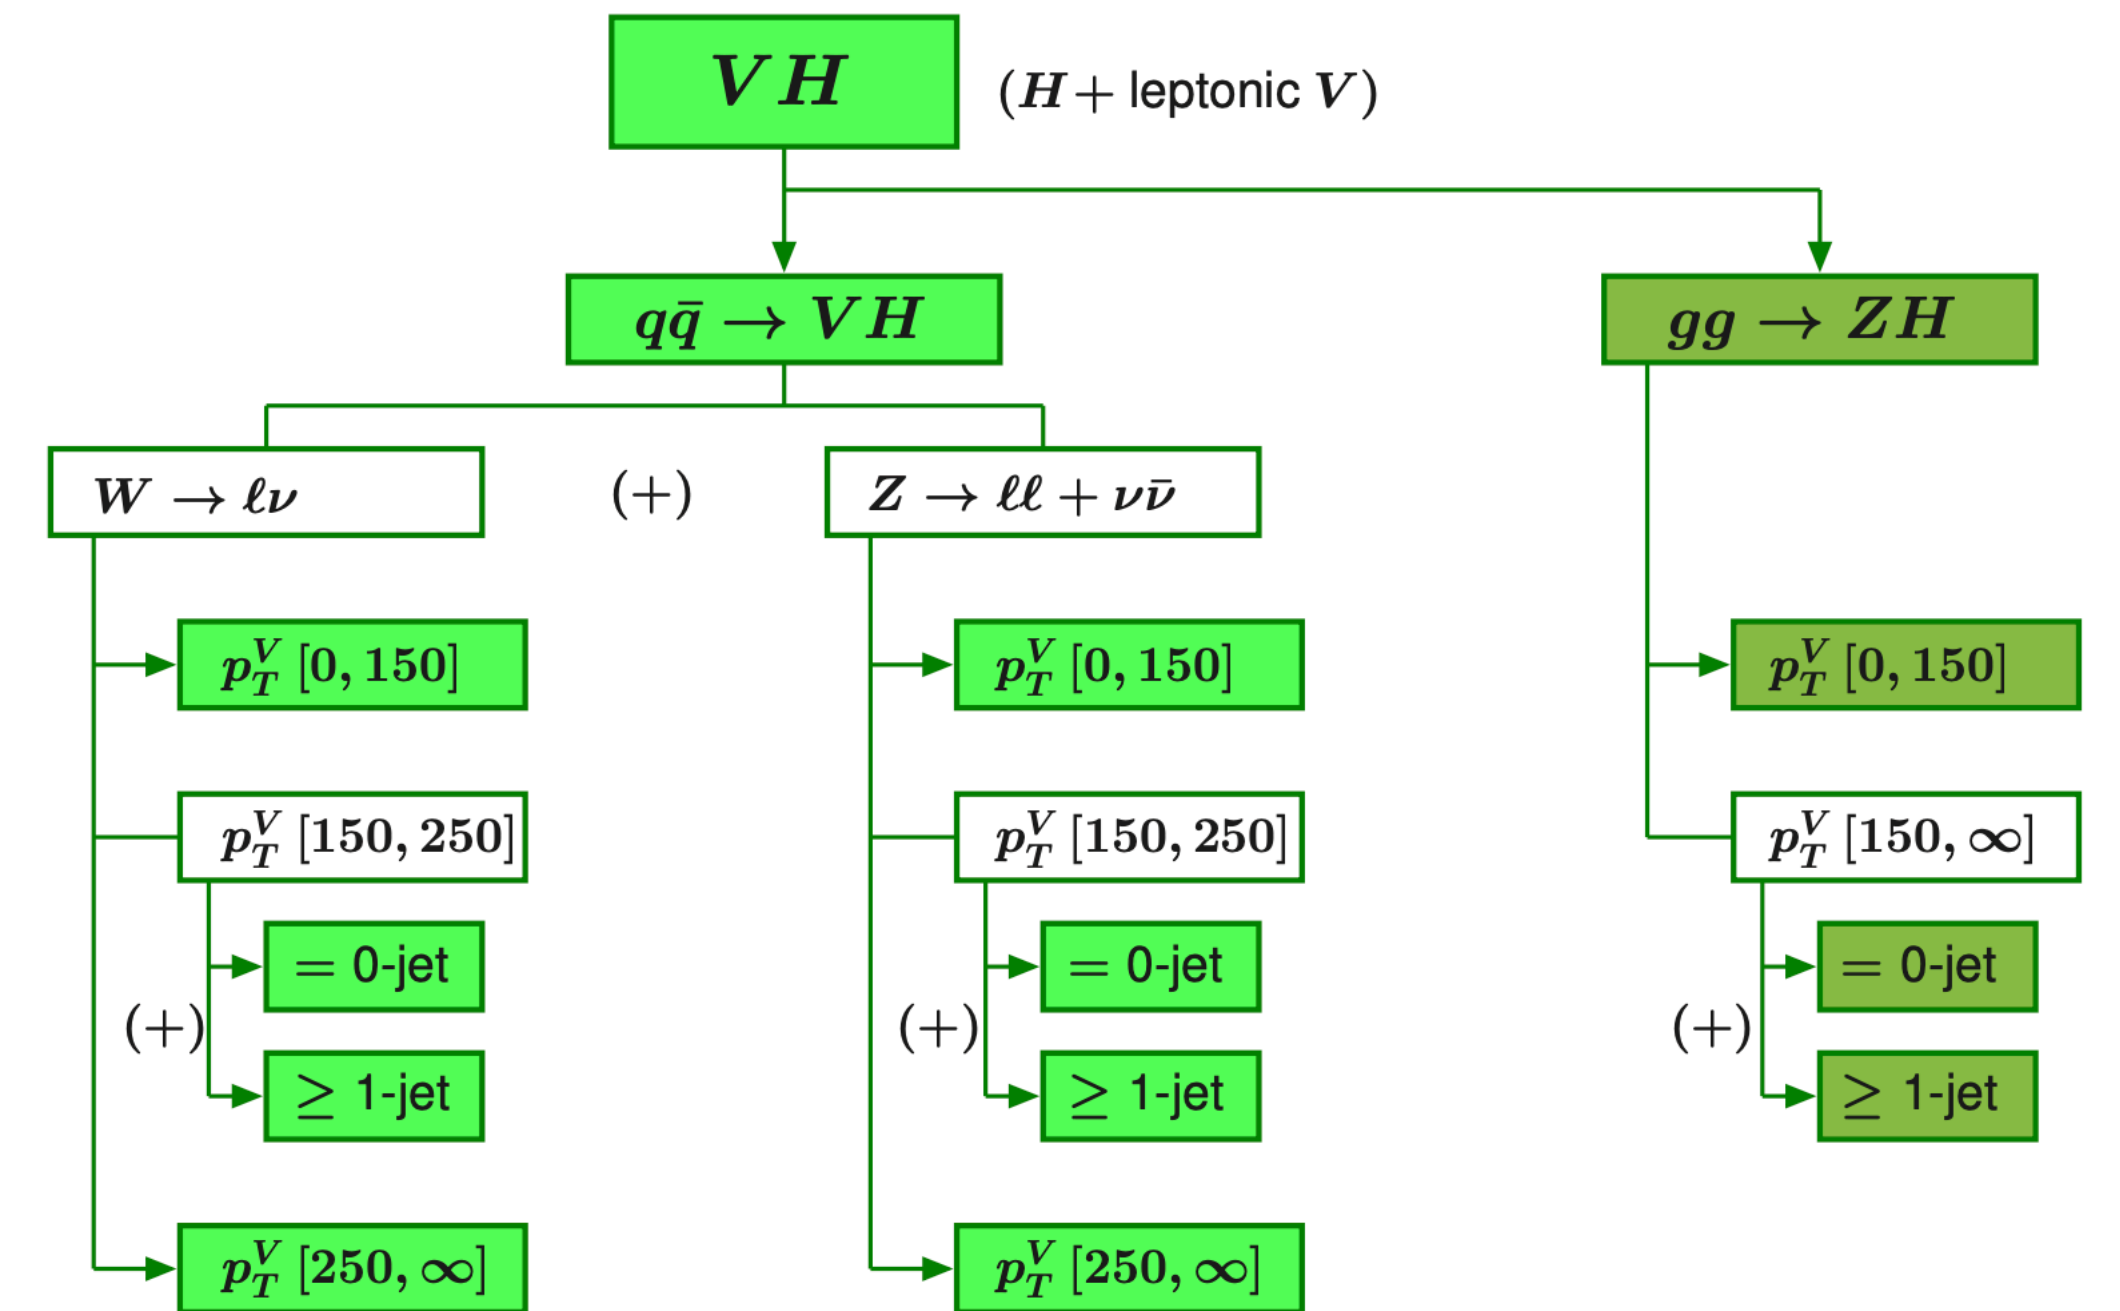 VH
(H + leptonic V)
qq̄ → VH
gg → ZH
W → ℓν
(+)
Z → ℓℓ + νν̄
p_T^V [0, 150]
p_T^V [0, 150]
p_T^V [0, 150]
p_T^V [150, 250]
p_T^V [150, 250]
p_T^V [150, ∞]
= 0-jet
= 0-jet
= 0-jet
(+)
(+)
(+)
≥ 1-jet
≥ 1-jet
≥ 1-jet
p_T^V [250, ∞]
p_T^V [250, ∞]